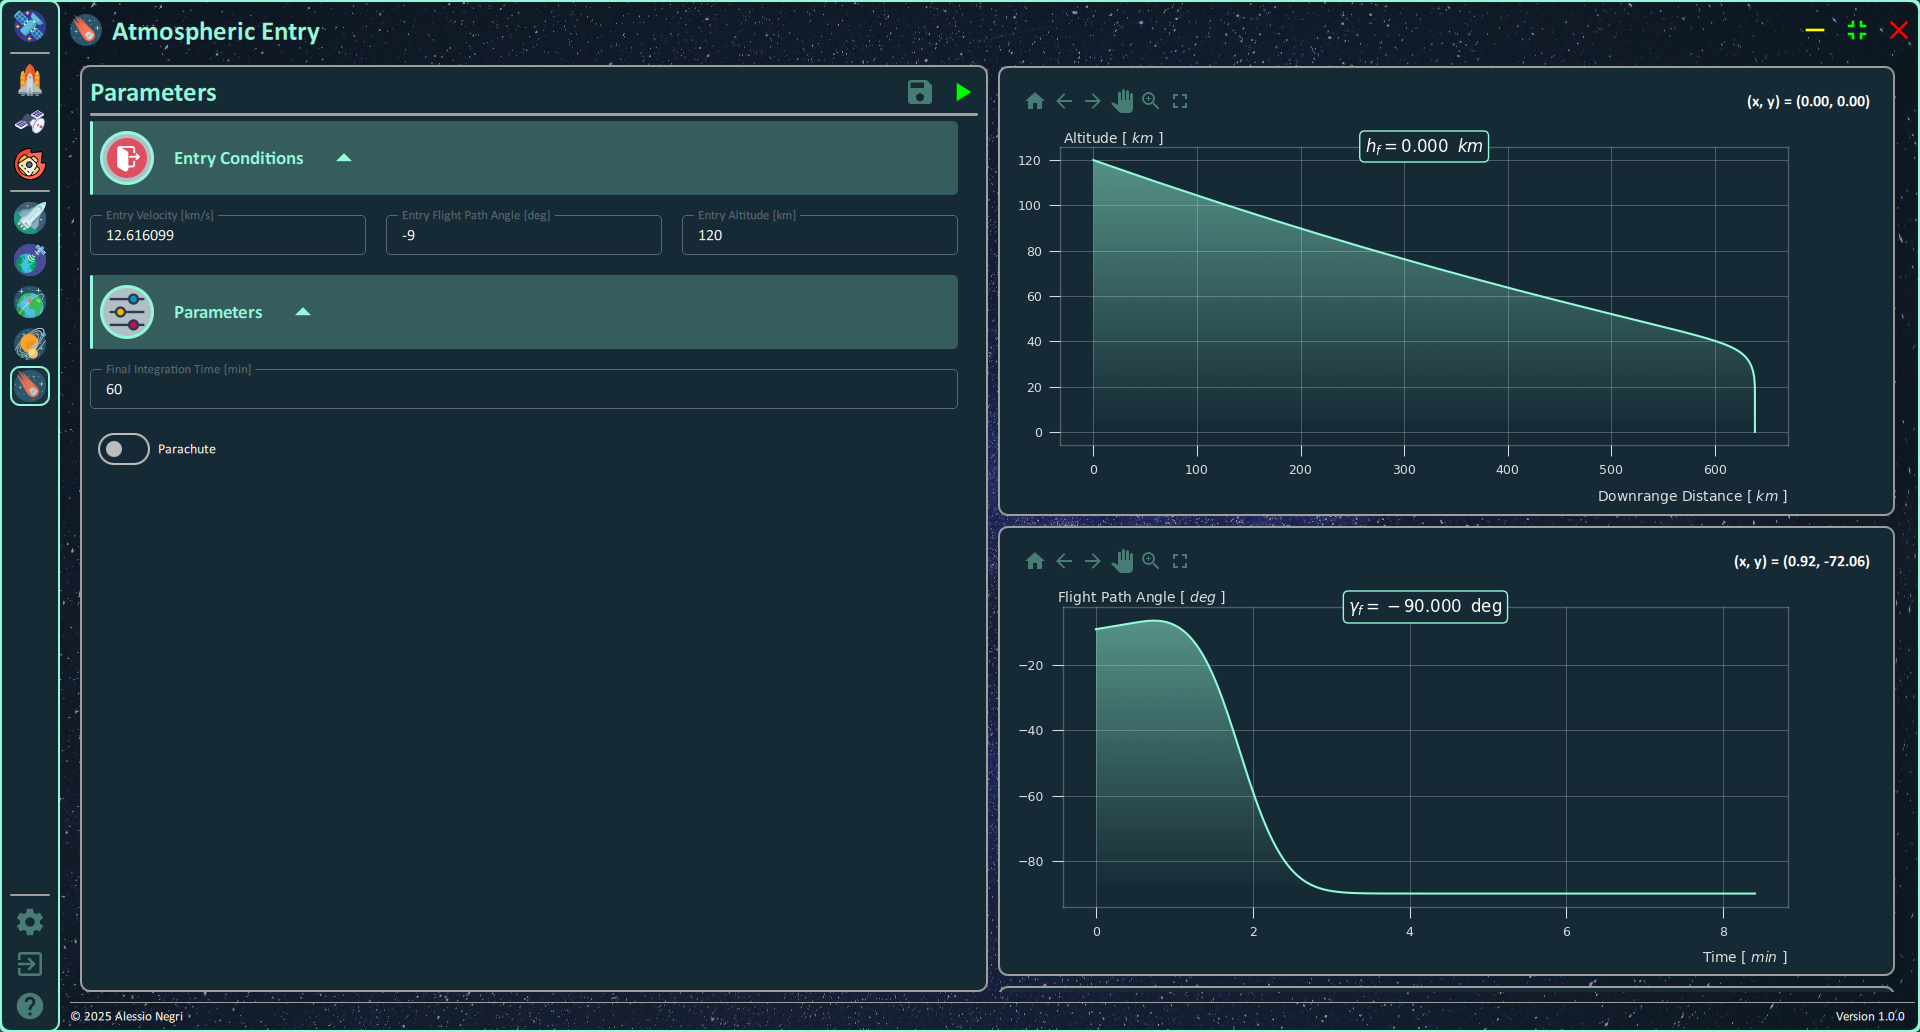 Atmospheric Entry
Parameters
Entry Conditions
Entry Velocity [km/s]
12.616099
Entry Flight Path Angle [deg]
-9
Entry Altitude [km]
120
Parameters
Final Integration Time [min]
60
Parachute
(x, y) = (0.00, 0.00)
Altitude [ km ]
h_f = 0.000 km
120
100
80
60
40
20
0
0 100 200 300 400 500 600
Downrange Distance [ km ]
(x, y) = (0.92, -72.06)
Flight Path Angle [ deg ]
γ_f = −90.000 deg
−20
−40
−60
−80
0 2 4 6 8
Time [ min ]
© 2025 Alessio Negri
Version 1.0.0